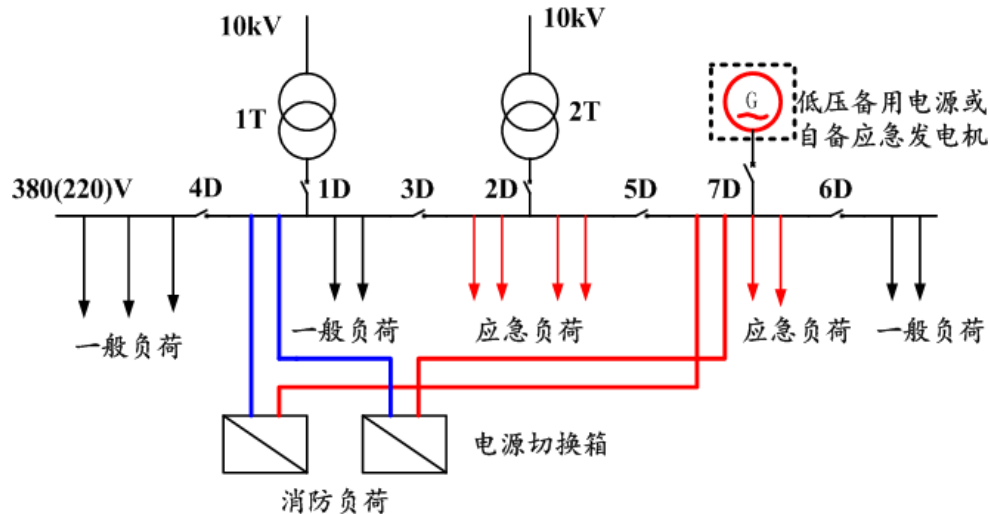 10kV
10kV
1T
2T
G
低压备用电源或
自备应急发电机
380(220)V
4D
1D
3D
2D
5D
7D
6D
一般负荷
一般负荷
应急负荷
应急负荷
一般负荷
电源切换箱
消防负荷